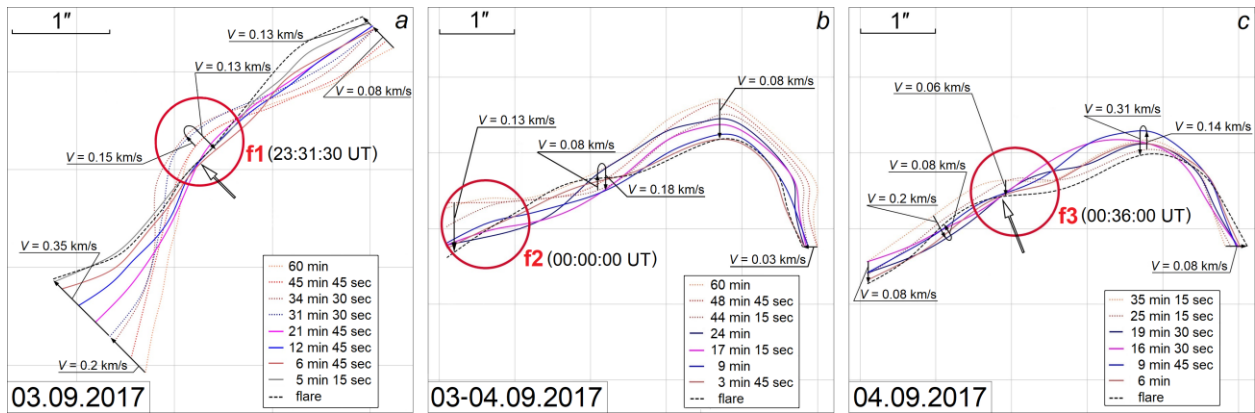 1″
a
V = 0.13 km/s
V = 0.13 km/s
V = 0.08 km/s
V = 0.15 km/s
f1 (23:31:30 UT)
V = 0.35 km/s
V = 0.2 km/s
60 min
45 min 45 sec
34 min 30 sec
31 min 30 sec
21 min 45 sec
12 min 45 sec
6 min 45 sec
5 min 15 sec
flare
03.09.2017
1″
b
V = 0.08 km/s
V = 0.13 km/s
V = 0.08 km/s
V = 0.18 km/s
f2 (00:00:00 UT)
V = 0.03 km/s
60 min
48 min 45 sec
44 min 15 sec
24 min
17 min 15 sec
9 min
3 min 45 sec
flare
03-04.09.2017
1″
c
V = 0.06 km/s
V = 0.31 km/s
V = 0.14 km/s
V = 0.08 km/s
V = 0.2 km/s
f3 (00:36:00 UT)
V = 0.08 km/s
V = 0.08 km/s
35 min 15 sec
25 min 15 sec
19 min 30 sec
16 min 30 sec
9 min 45 sec
6 min
flare
04.09.2017